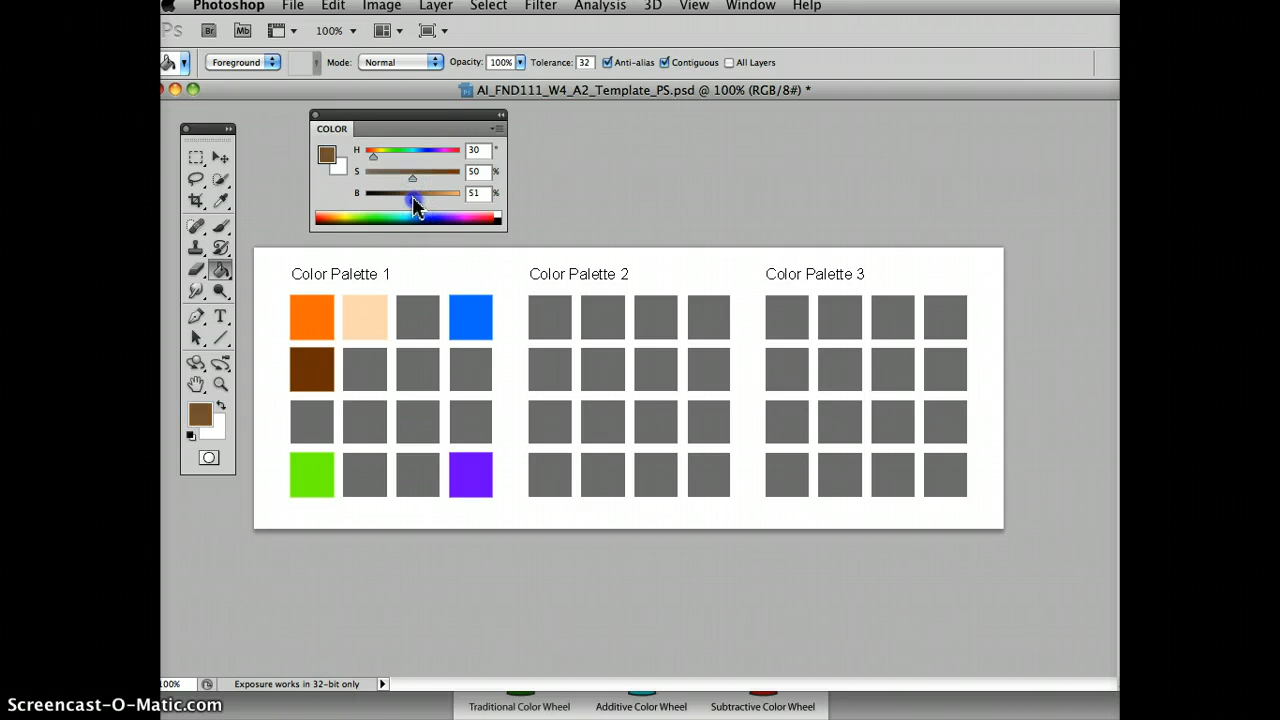 Photoshop File Edit Image Layer Select Filter Analysis 3D View Window Help
Ps Br Mb 100%
Foreground Mode: Normal Opacity: 100% Tolerance: 32 Anti-alias Contiguous All Layers
AI_FND111_W4_A2_Template_PS.psd @ 100% (RGB/8#) *
COLOR
H 30 °
S 50 %
B 51 %
Color Palette 1 Color Palette 2 Color Palette 3
100% Exposure works in 32-bit only
Traditional Color Wheel Additive Color Wheel Subtractive Color Wheel
Screencast-O-Matic.com